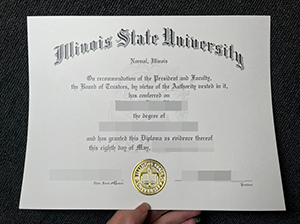 Illinois State University
Normal, Illinois
On recommendation of the President and Faculty,
the Board of Trustees, by virtue of the Authority vested in it,
has conferred on
the degree of
and has granted this Diploma as evidence thereof
this eighth day of May,
President